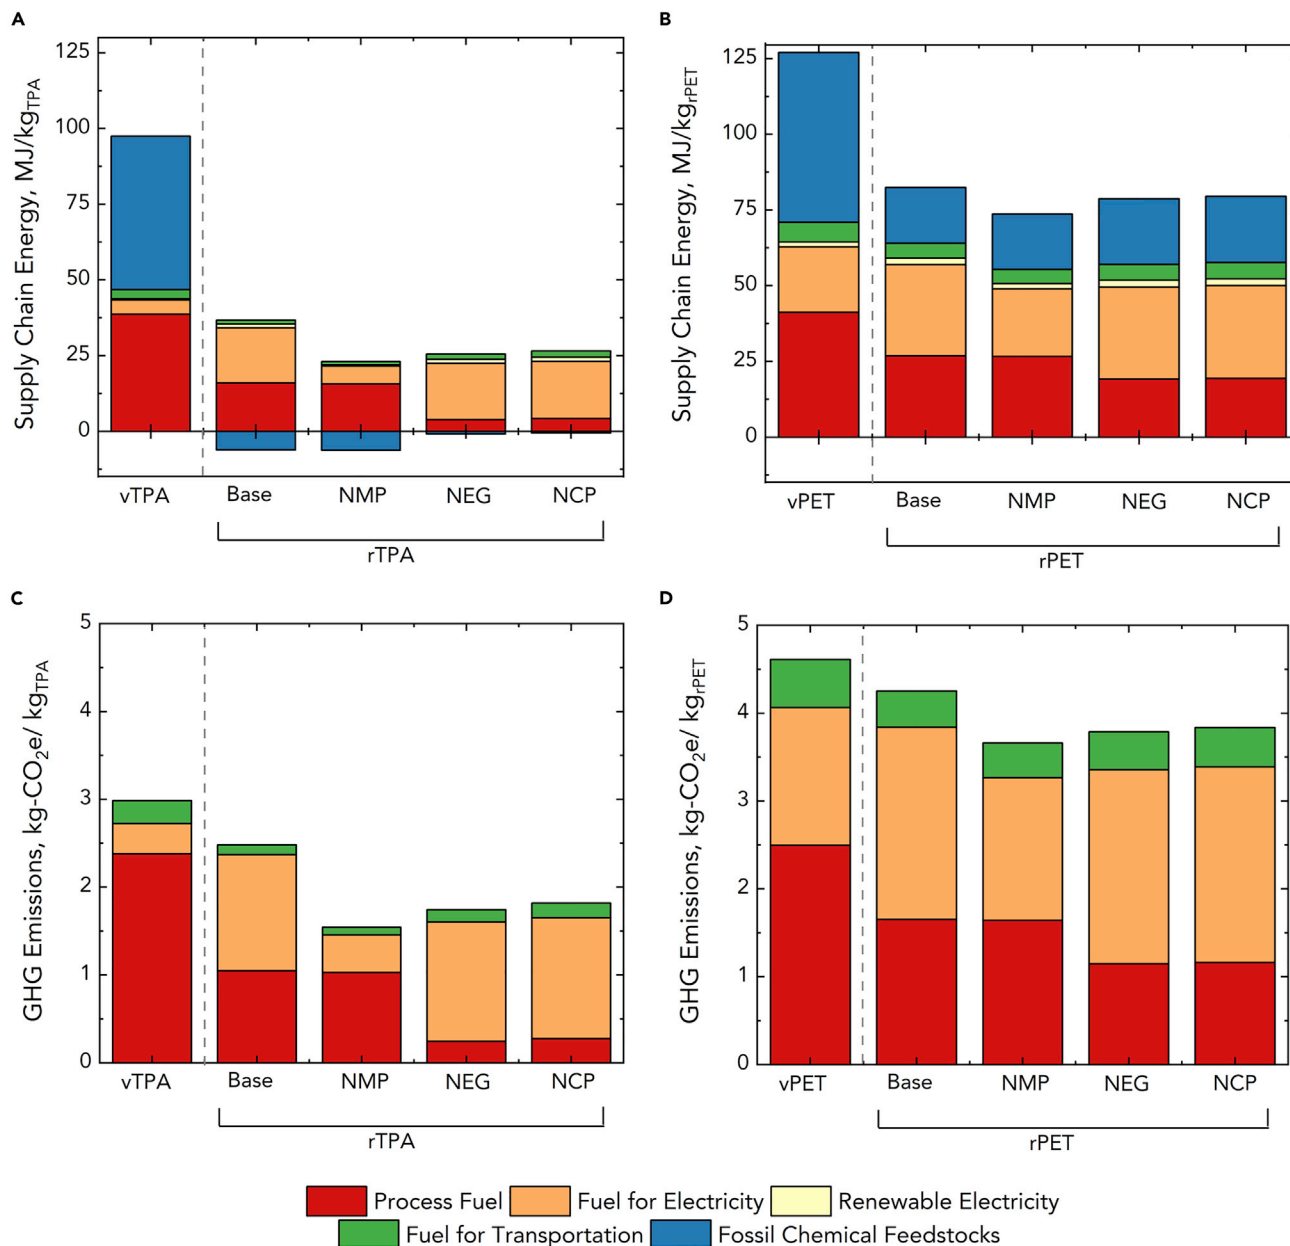 A
Supply Chain Energy, MJ/kgTPA
125
100
75
50
25
0
vTPA
Base
NMP
NEG
NCP
rTPA
B
Supply Chain Energy, MJ/kgrPET
125
100
75
50
25
0
vPET
Base
NMP
NEG
NCP
rPET
C
GHG Emissions, kg-CO2e/ kgTPA
5
4
3
2
1
0
vTPA
Base
NMP
NEG
NCP
rTPA
D
GHG Emissions, kg-CO2e/ kgrPET
5
4
3
2
1
0
vPET
Base
NMP
NEG
NCP
rPET
Process Fuel
Fuel for Electricity
Renewable Electricity
Fuel for Transportation
Fossil Chemical Feedstocks